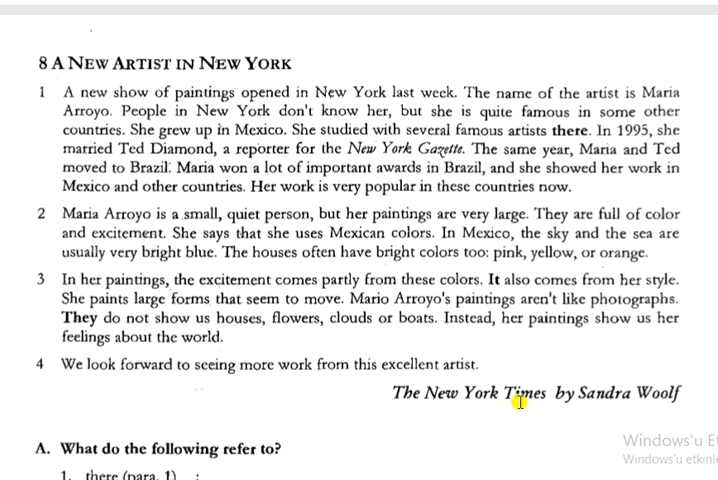 8 A NEW ARTIST IN NEW YORK
1 A new show of paintings opened in New York last week. The name of the artist is Maria
Arroyo. People in New York don't know her, but she is quite famous in some other
countries. She grew up in Mexico. She studied with several famous artists there. In 1995, she
married Ted Diamond, a reporter for the New York Gazette. The same year, Maria and Ted
moved to Brazil. Maria won a lot of important awards in Brazil, and she showed her work in
Mexico and other countries. Her work is very popular in these countries now.
2 Maria Arroyo is a small, quiet person, but her paintings are very large. They are full of color
and excitement. She says that she uses Mexican colors. In Mexico, the sky and the sea are
usually very bright blue. The houses often have bright colors too: pink, yellow, or orange.
3 In her paintings, the excitement comes partly from these colors. It also comes from her style.
She paints large forms that seem to move. Mario Arroyo's paintings aren't like photographs.
They do not show us houses, flowers, clouds or boats. Instead, her paintings show us her
feelings about the world.
4 We look forward to seeing more work from this excellent artist.
The New York Times by Sandra Woolf
A. What do the following refer to?
Windows'u Et
Windows'u etkinle
1. there (para. 1) :